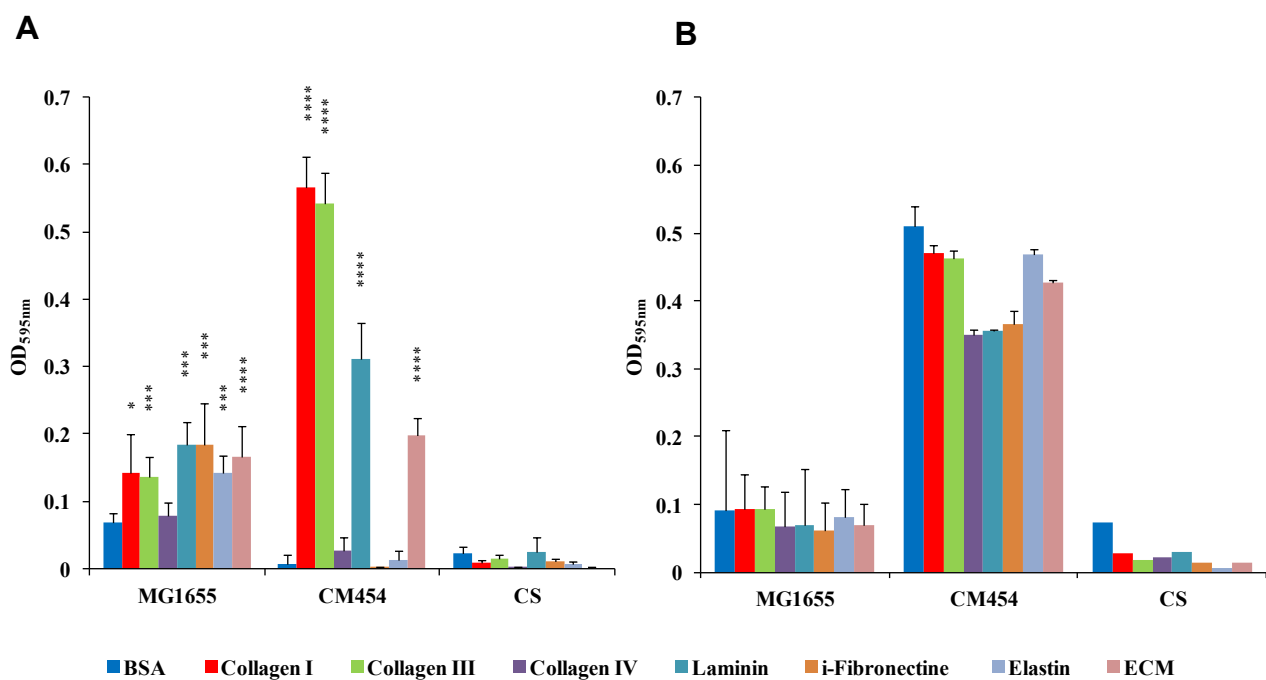 A
B
0.7
0.6
0.5
0.4
0.3
0.2
0.1
0
OD595nm
*
***
***
***
***
****
****
****
****
****
MG1655
CM454
CS
0.7
0.6
0.5
0.4
0.3
0.2
0.1
0
OD595nm
MG1655
CM454
CS
BSA Collagen I Collagen III Collagen IV Laminin i-Fibronectine Elastin ECM